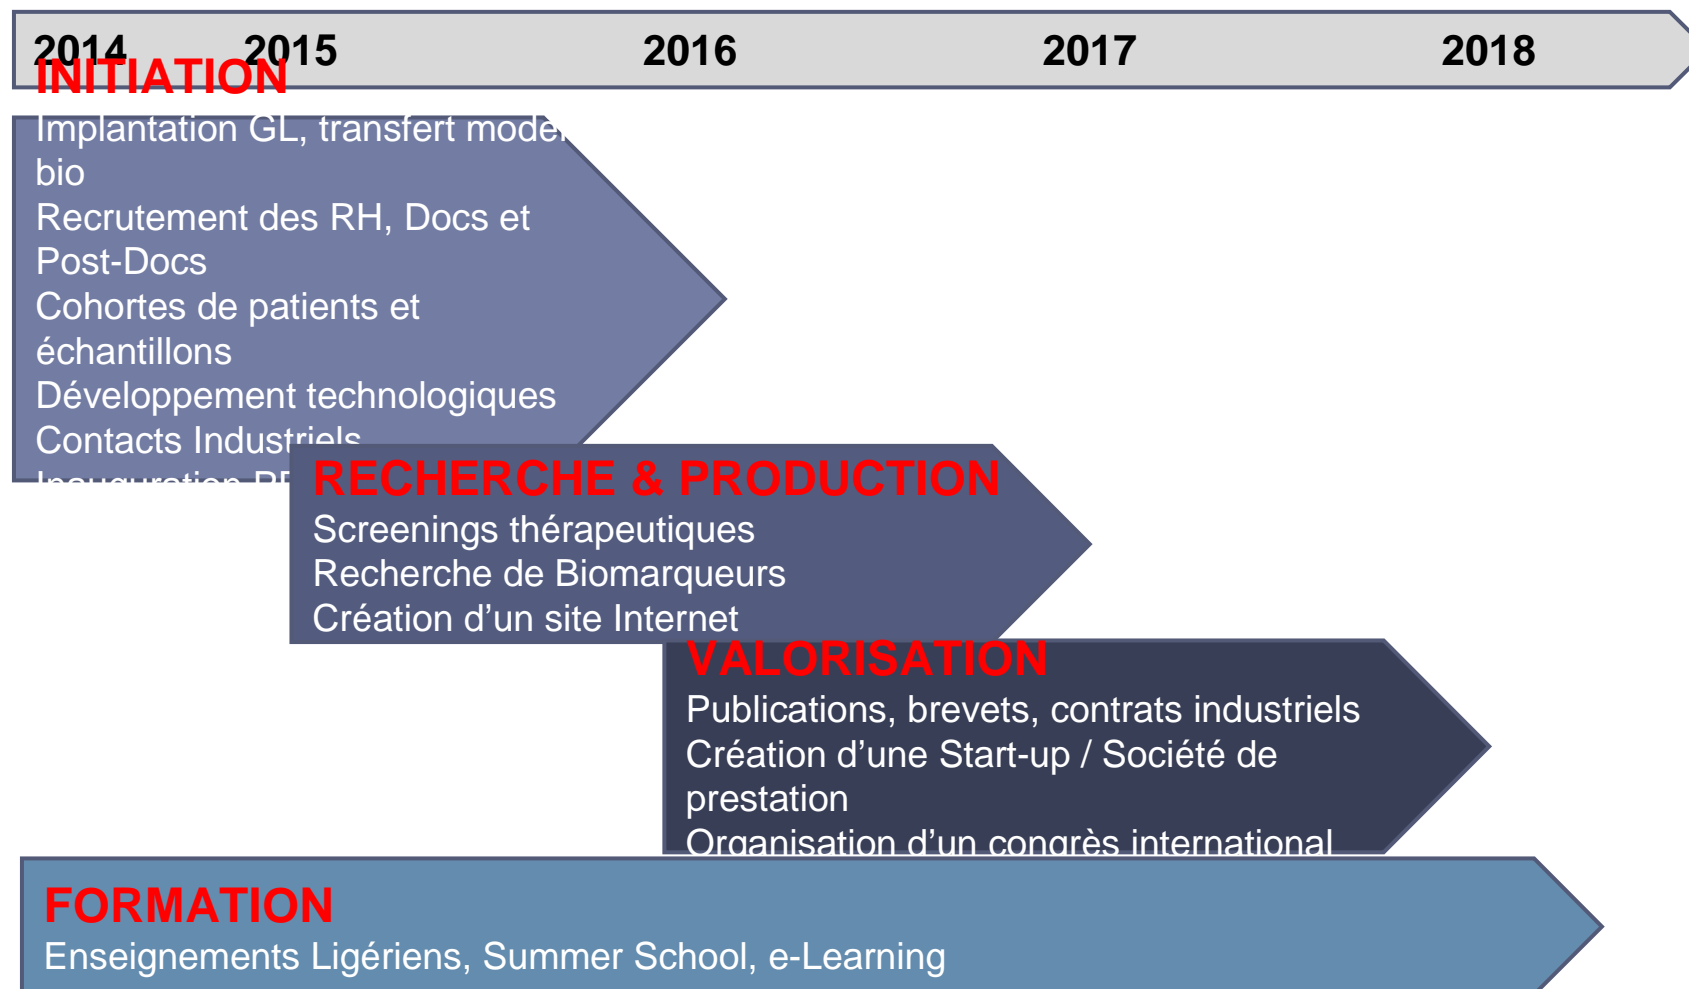 2014 2015 2016 2017 2018
INITIATION
Implantation GL, transfert
bio
Recrutement des RH, Docs et
Post-Docs
Cohortes de patients et
échantillons
Développement technologiques
Contacts Industriels
Inauguration
RECHERCHE & PRODUCTION
Screenings thérapeutiques
Recherche de Biomarqueurs
Création d’un site Internet
VALORISATION
Publications, brevets, contrats industriels
Création d’une Start-up / Société de
prestation
Organisation d’un congrès international
FORMATION
Enseignements Ligériens, Summer School, e-Learning